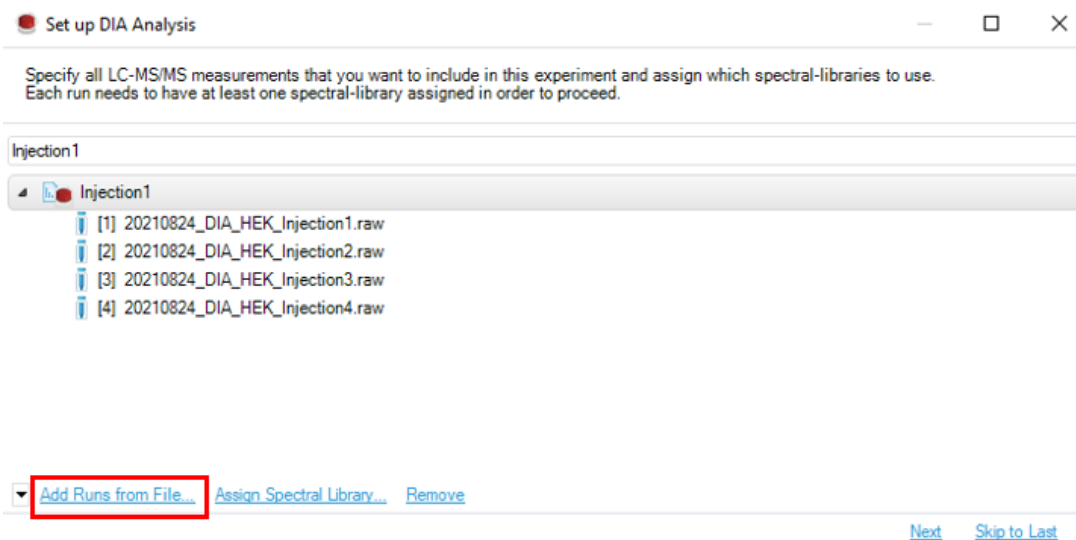 Set up DIA Analysis
Specify all LC-MS/MS measurements that you want to include in this experiment and assign which spectral-libraries to use.
Each run needs to have at least one spectral-library assigned in order to proceed.
Injection1
Injection1
[1] 20210824_DIA_HEK_Injection1.raw
[2] 20210824_DIA_HEK_Injection2.raw
[3] 20210824_DIA_HEK_Injection3.raw
[4] 20210824_DIA_HEK_Injection4.raw
Add Runs from File... Assign Spectral Library... Remove
Next Skip to Last